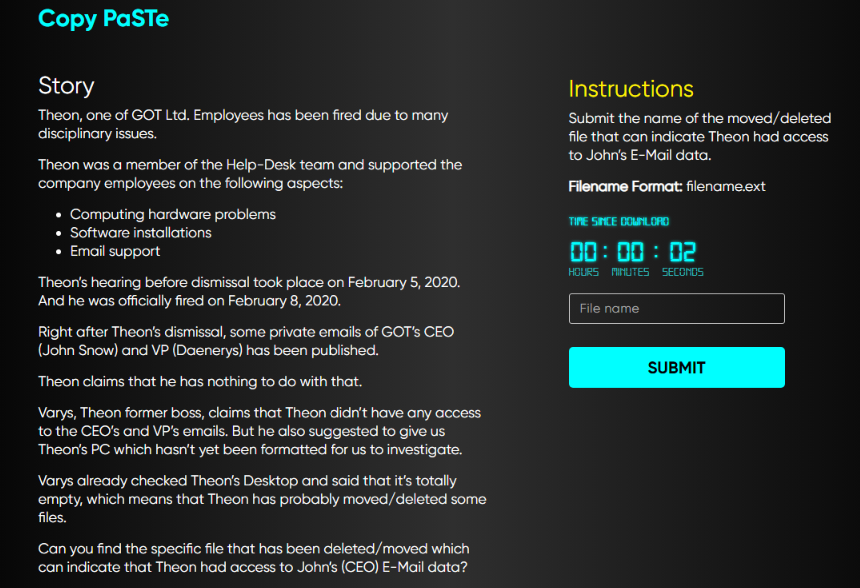 Copy PaSTe
Story
Theon, one of GOT Ltd. Employees has been fired due to many
disciplinary issues.
Theon was a member of the Help-Desk team and supported the
company employees on the following aspects:
• Computing hardware problems
• Software installations
• Email support
Theon's hearing before dismissal took place on February 5, 2020.
And he was officially fired on February 8, 2020.
Right after Theon's dismissal, some private emails of GOT's CEO
(John Snow) and VP (Daenerys) has been published.
Theon claims that he has nothing to do with that.
Varys, Theon former boss, claims that Theon didn't have any access
to the CEO's and VP's emails. But he also suggested to give us
Theon's PC which hasn't yet been formatted for us to investigate.
Varys already checked Theon's Desktop and said that it's totally
empty, which means that Theon has probably moved/deleted some
files.
Can you find the specific file that has been deleted/moved which
can indicate that Theon had access to John's (CEO) E-Mail data?
Instructions
Submit the name of the moved/deleted
file that can indicate Theon had access
to John's E-Mail data.
Filename Format: filename.ext
TIME SINCE DOWNLOAD
00 : 00 : 02
HOURS MINUTES SECONDS
File name
SUBMIT